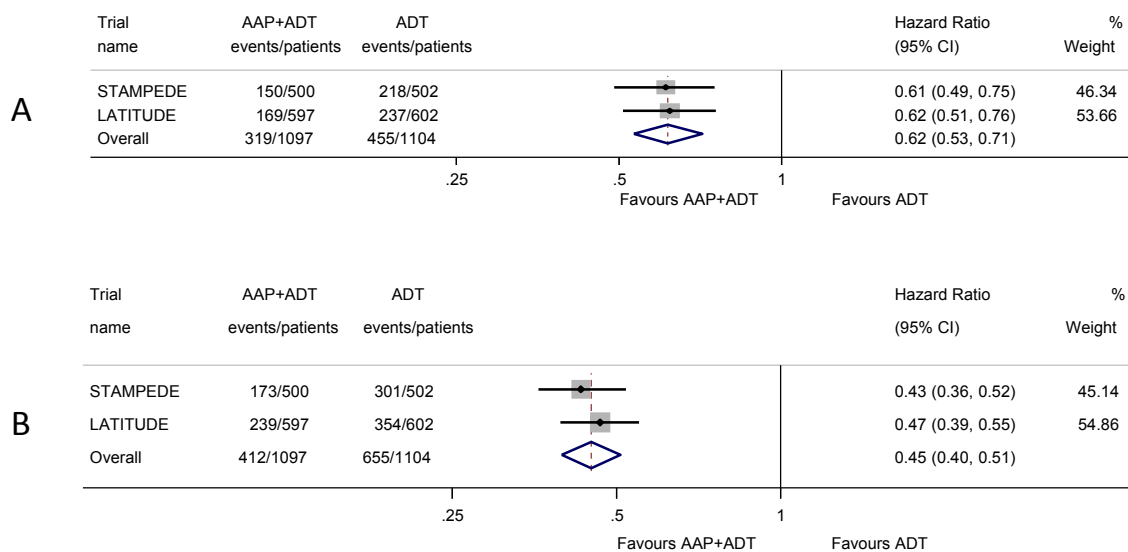 Trial AAP+ADT ADT Hazard Ratio %
name events/patients events/patients (95% CI) Weight
A
STAMPEDE 150/500 218/502 0.61 (0.49, 0.75) 46.34
LATITUDE 169/597 237/602 0.62 (0.51, 0.76) 53.66
Overall 319/1097 455/1104 0.62 (0.53, 0.71)
.25 .5 1
Favours AAP+ADT Favours ADT
Trial AAP+ADT ADT Hazard Ratio %
name events/patients events/patients (95% CI) Weight
STAMPEDE 173/500 301/502 0.43 (0.36, 0.52) 45.14
B
LATITUDE 239/597 354/602 0.47 (0.39, 0.55) 54.86
Overall 412/1097 655/1104 0.45 (0.40, 0.51)
.25 .5 1
Favours AAP+ADT Favours ADT